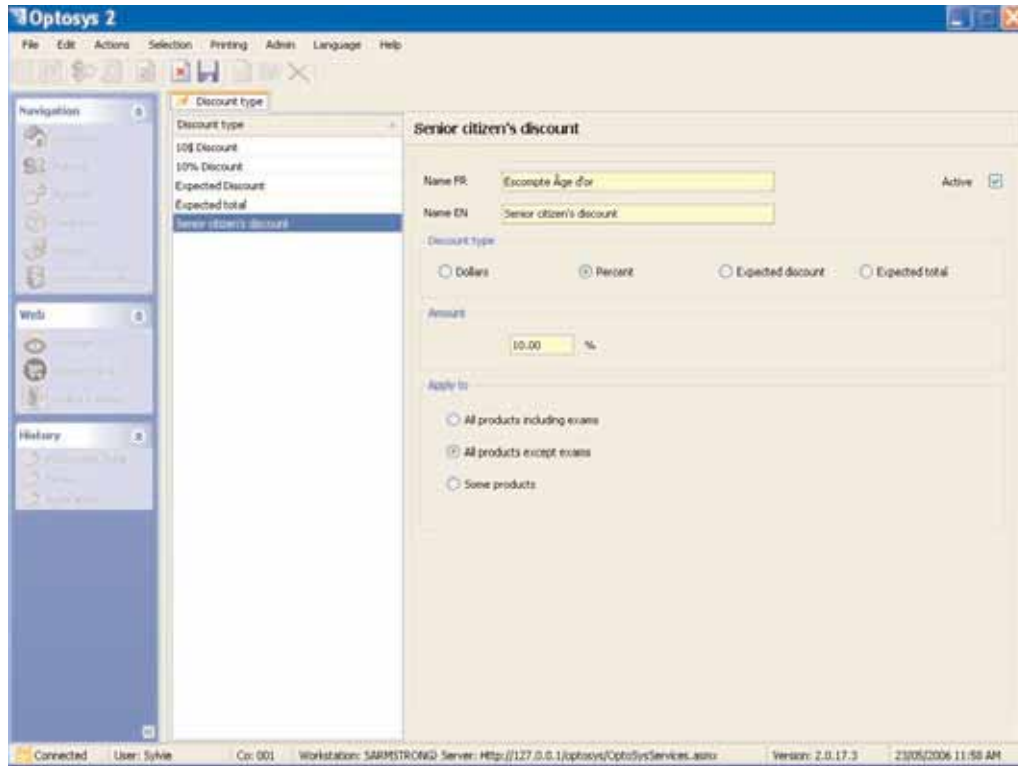 Optosys 2
File Edit Actions Selection Printing Admin Language Help
Navigation
Web
History
Discount type
Discount type
10$ Discount
10% Discount
Expected Discount
Expected total
Senior citizen's discount
Senior citizen's discount
Name FR Escompte Âge d'or Active
Name EN Senior citizen's discount
Discount type
Dollars Percent Expected discount Expected total
Amount
10.00 %
Apply to
All products including exams
All products except exams
Some products
Connected User: Sylvie Co: 001 Workstation: SARMSTRONG Server: Http://127.0.0.1/optosys/OptoSysServices.asmx Version: 2.0.17.3 23/05/2006 11:58 AM